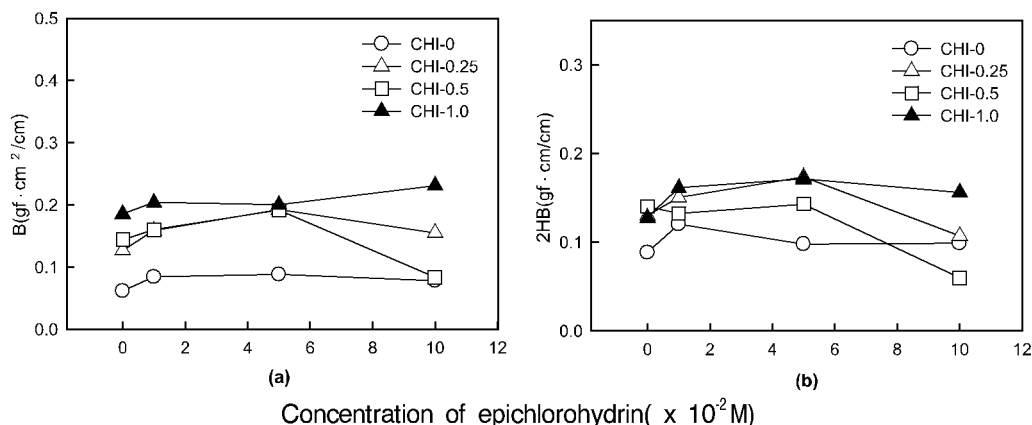 0.5
0.4
0.3
0.2
0.1
0.0
B(gf · cm²/cm)
CHI-0
CHI-0.25
CHI-0.5
CHI-1.0
0 2 4 6 8 10 12
(a)
0.3
0.2
0.1
0.0
2HB(gf · cm/cm)
CHI-0
CHI-0.25
CHI-0.5
CHI-1.0
0 2 4 6 8 10 12
(b)
Concentration of epichlorohydrin( x 10⁻²M)